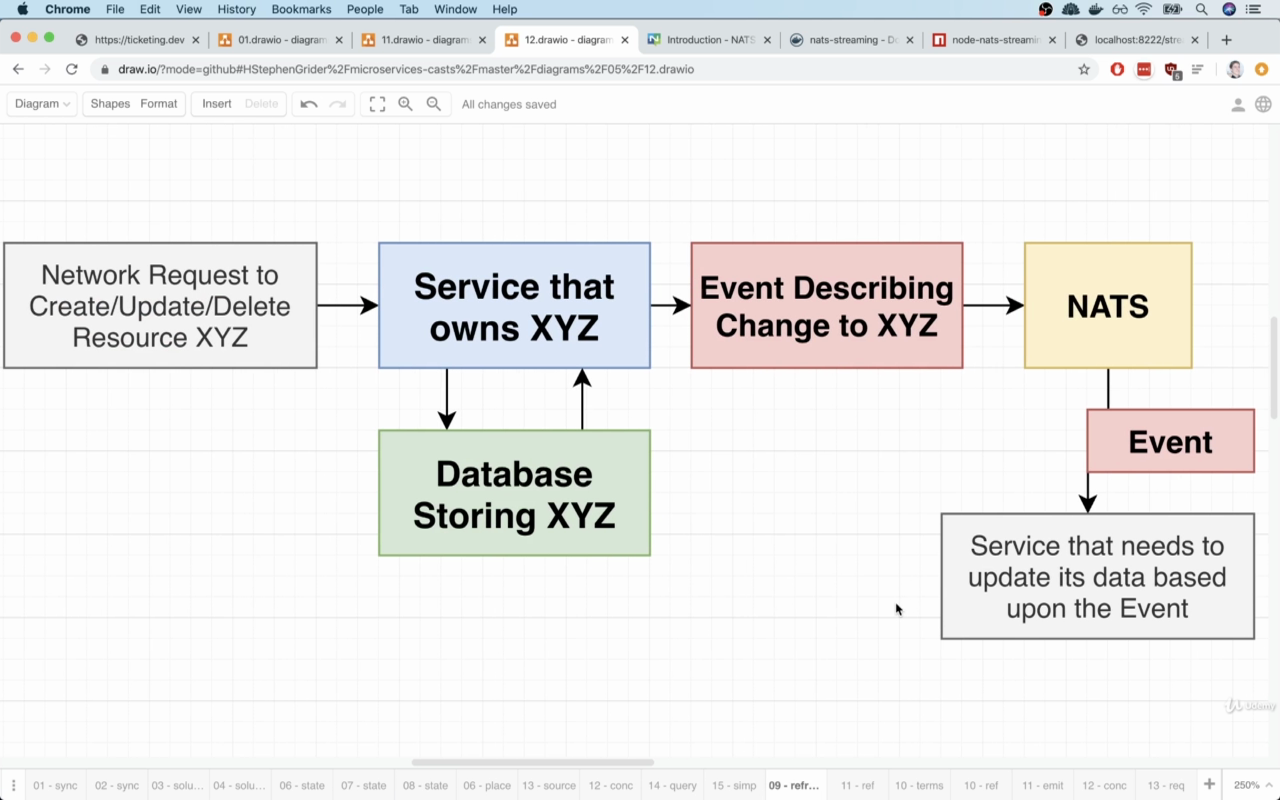 Chrome File Edit View History Bookmarks People Tab Window Help
https://ticketing.dev
01.drawio - diagram
11.drawio - diagram
12.drawio - diagram
Introduction - NATS
nats-streaming - Do
node-nats-streamin
localhost:8222/stre
draw.io/?mode=github#HStephenGrider%2Fmicroservices-casts%2Fmaster%2Fdiagrams%2F05%2F12.drawio
Diagram Shapes Format Insert Delete All changes saved
Network Request to
Create/Update/Delete
Resource XYZ
Service that
owns XYZ
Event Describing
Change to XYZ
NATS
Database
Storing XYZ
Event
Service that needs to
update its data based
upon the Event
Udemy
01 - sync 02 - sync 03 - solu... 04 - solu... 06 - state 07 - state 08 - state 06 - place 13 - source 12 - conc 14 - query 15 - simp 09 - refr... 11 - ref 10 - terms 10 - ref 11 - emit 12 - conc 13 - req 250%